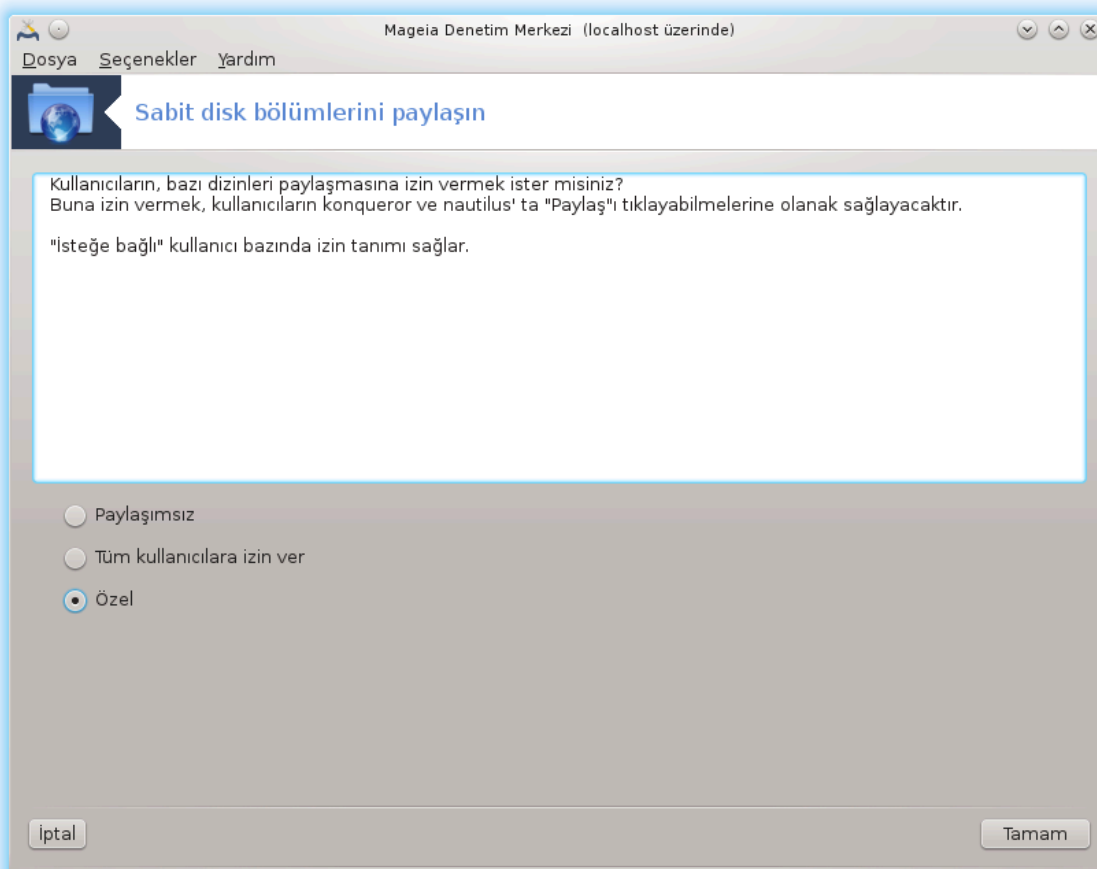 Mageia Denetim Merkezi (localhost üzerinde)
Dosya Seçenekler Yardım
Sabit disk bölümlerini paylaşın
Kullanıcıların, bazı dizinleri paylaşmasına izin vermek ister misiniz?
Buna izin vermek, kullanıcıların konqueror ve nautilus' ta "Paylaş"ı tıklayabilmelerine olanak sağlayacaktır.
"İsteğe bağlı" kullanıcı bazında izin tanımı sağlar.
Paylaşımsız
Tüm kullanıcılara izin ver
Özel
İptal
Tamam